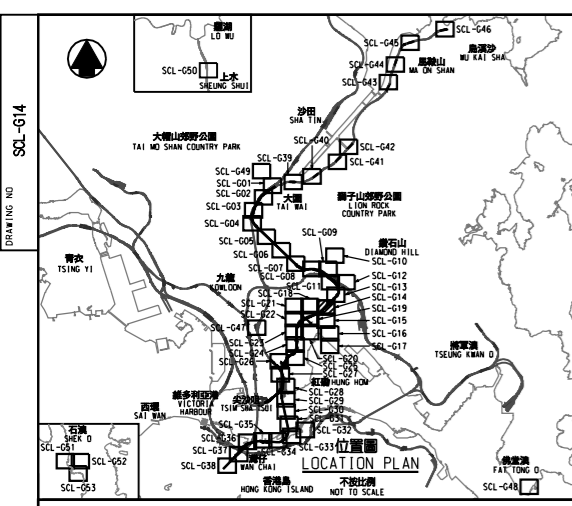 DRAWING NO
SCL-G14
羅湖
LO WU
SCL-G50
上水
SHEUNG SHUI
SCL-G46
SCL-G45
烏溪沙
WU KAI SHA
SCL-G44
馬鞍山
MA ON SHAN
SCL-G43
沙田
SHA TIN
大帽山郊野公園
TAI MO SHAN COUNTRY PARK
SCL-G40
SCL-G42
SCL-G39
SCL-G41
SCL-G49
SCL-G01
SCL-G02
大圍
TAI WAI
獅子山郊野公園
LION ROCK
COUNTRY PARK
SCL-G03
SCL-G04
SCL-G05
SCL-G06
SCL-G07
SCL-G08
SCL-G09
鑽石山
DIAMOND HILL
SCL-G10
SCL-G11
SCL-G12
SCL-G13
SCL-G14
SCL-G18
SCL-G19
SCL-G15
SCL-G16
SCL-G17
青衣
TSING YI
九龍
KOWLOON
SCL-G21
SCL-G22
SCL-G47
SCL-G23
SCL-G24
SCL-G20
SCL-G25
SCL-G26
SCL-G27
將軍澳
TSEUNG KWAN O
紅磡
HUNG HOM
SCL-G28
SCL-G29
SCL-G30
SCL-G31
SCL-G32
SCL-G33
SCL-G34
SCL-G35
SCL-G36
SCL-G37
SCL-G38
西環
SAI WAN
維多利亞港
VICTORIA
HARBOUR
尖沙咀
TSIM SHA TSUI
灣仔
WAN CHAI
香港島
HONG KONG ISLAND
石澳
SHEK O
SCL-G51
SCL-G52
SCL-G53
位置圖
LOCATION PLAN
不按比例
NOT TO SCALE
FAT TONG O
SCL-G48